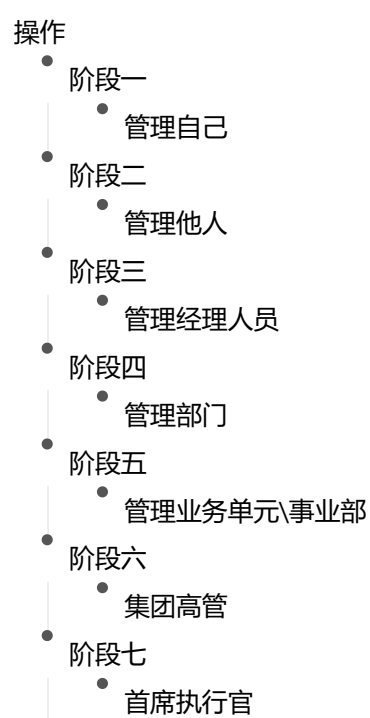 操作
阶段一
管理自己
阶段二
管理他人
阶段三
管理经理人员
阶段四
管理部门
阶段五
管理业务单元\事业部
阶段六
集团高管
阶段七
首席执行官